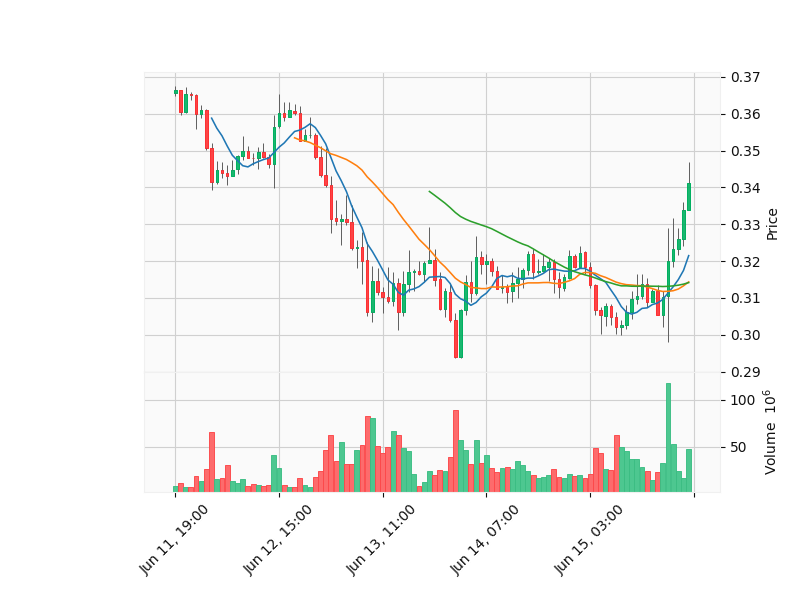 0.37
0.36
0.35
0.34
0.33
0.32
0.31
0.30
0.29
Price
100
50
Volume 10⁶
Jun 11, 19:00
Jun 12, 15:00
Jun 13, 11:00
Jun 14, 07:00
Jun 15, 03:00